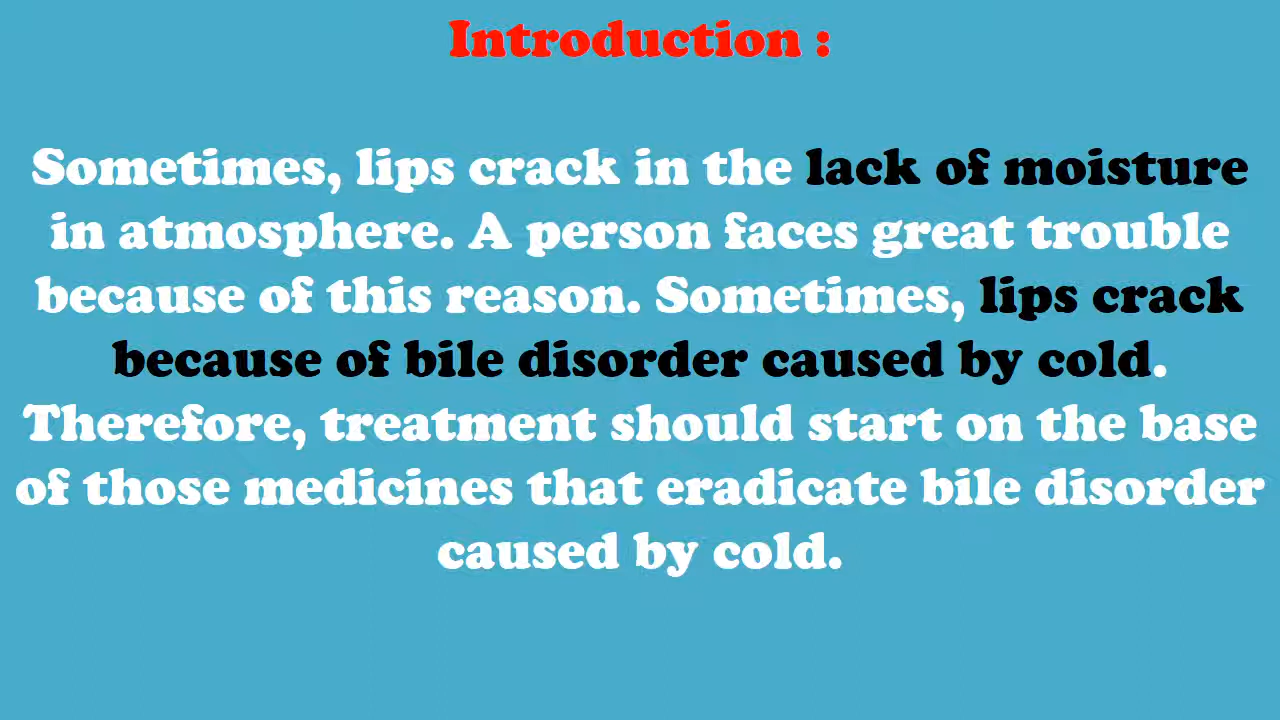 Introduction :
Sometimes, lips crack in the lack of moisture
in atmosphere. A person faces great trouble
because of this reason. Sometimes, lips crack
because of bile disorder caused by cold.
Therefore, treatment should start on the base
of those medicines that eradicate bile disorder
caused by cold.